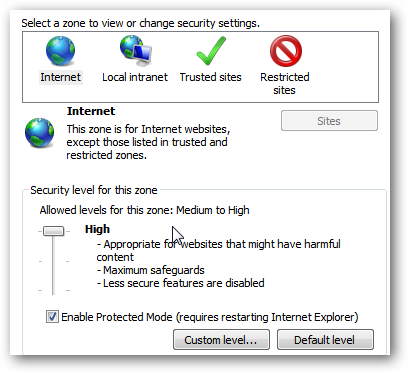 Select a zone to view or change security settings.
Internet
Local intranet
Trusted sites
Restricted
sites
Internet
This zone is for Internet websites,
except those listed in trusted and
restricted zones.
Sites
Security level for this zone
Allowed levels for this zone: Medium to High
High
- Appropriate for websites that might have harmful
content
- Maximum safeguards
- Less secure features are disabled
Enable Protected Mode (requires restarting Internet Explorer)
Custom level...
Default level